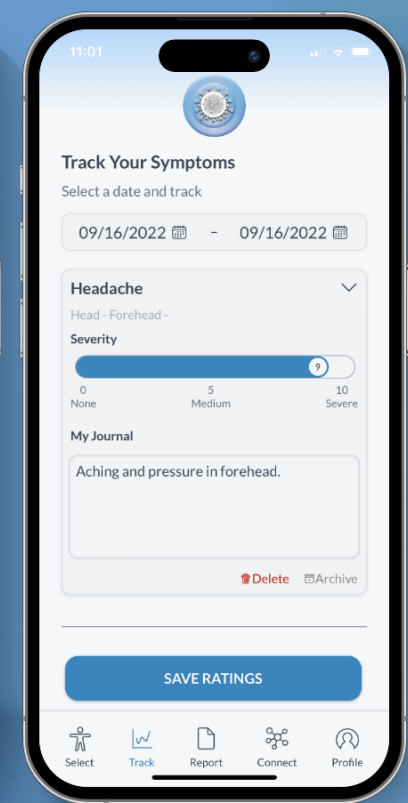 11:01
Track Your Symptoms
Select a date and track
09/16/2022 - 09/16/2022
Headache
Head - Forehead -
Severity
9
0 5 10
None Medium Severe
My Journal
Aching and pressure in forehead.
Delete Archive
SAVE RATINGS
Select Track Report Connect Profile